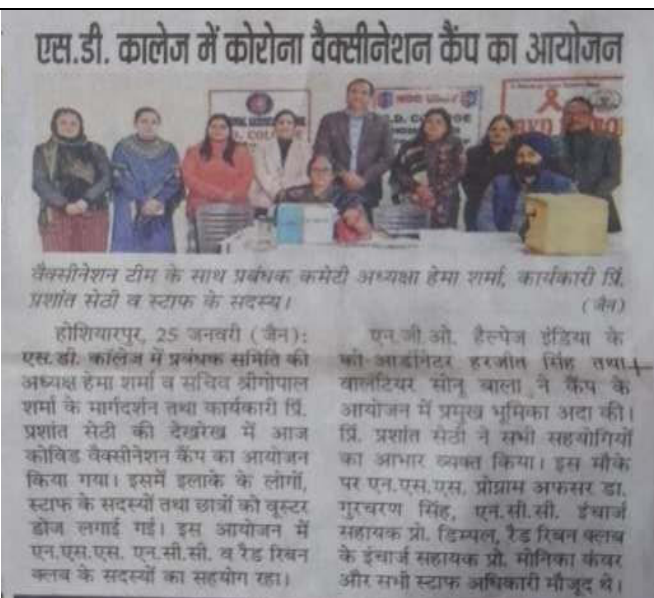 एस.डी. कालेज में कोरोना वैक्सीनेशन कैंप का आयोजन
S.D. COLLEGE
वैक्सीनेशन टीम के साथ प्रबंधक कमेटी अध्यक्षा हेमा शर्मा, कार्यकारी प्रिं.
प्रशांत सेठी व स्टाफ के सदस्य।
(जैन)
होशियारपुर, 25 जनवरी (जैन):
एस.डी. कॉलेज में प्रबंधक समिति की
अध्यक्ष हेमा शर्मा व सचिव श्रीगोपाल
शर्मा के मार्गदर्शन तथा कार्यकारी प्रिं.
प्रशांत सेठी की देखरेख में आज
कोविड वैक्सीनेशन कैंप का आयोजन
किया गया। इसमें इलाके के लोगों,
स्टाफ के सदस्यों तथा छात्रों को बूस्टर
डोज लगाई गई। इस आयोजन में
एन.एस.एस. एन.सी.सी. व रैड रिबन
क्लब के सदस्यों का सहयोग रहा।
एन.जी.ओ. हैल्पेज इंडिया के
को-आर्डीनेटर हरजीत सिंह तथा
वालंटियर सोनू बाला ने कैंप के
आयोजन में प्रमुख भूमिका अदा की।
प्रिं. प्रशांत सेठी ने सभी सहयोगियों
का आभार व्यक्त किया। इस मौके
पर एन.एस.एस. प्रोग्राम अफसर डा.
गुरचरण सिंह, एन.सी.सी. इंचार्ज
सहायक प्रो. डिम्पल, रैड रिबन क्लब
के इंचार्ज सहायक प्रो. मोनिका कंवर
और सभी स्टाफ अधिकारी मौजूद थे।